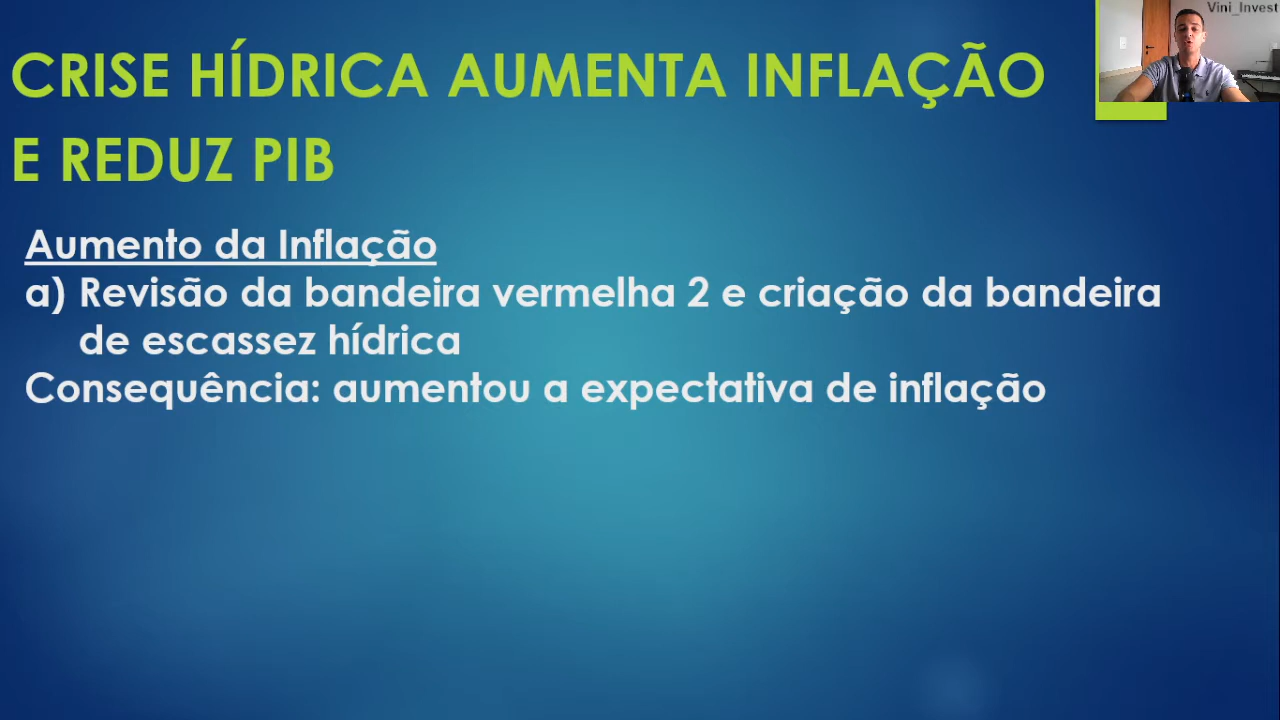 Vini_Invest
CRISE HÍDRICA AUMENTA INFLAÇÃO
E REDUZ PIB
Aumento da Inflação
a) Revisão da bandeira vermelha 2 e criação da bandeira
de escassez hídrica
Consequência: aumentou a expectativa de inflação